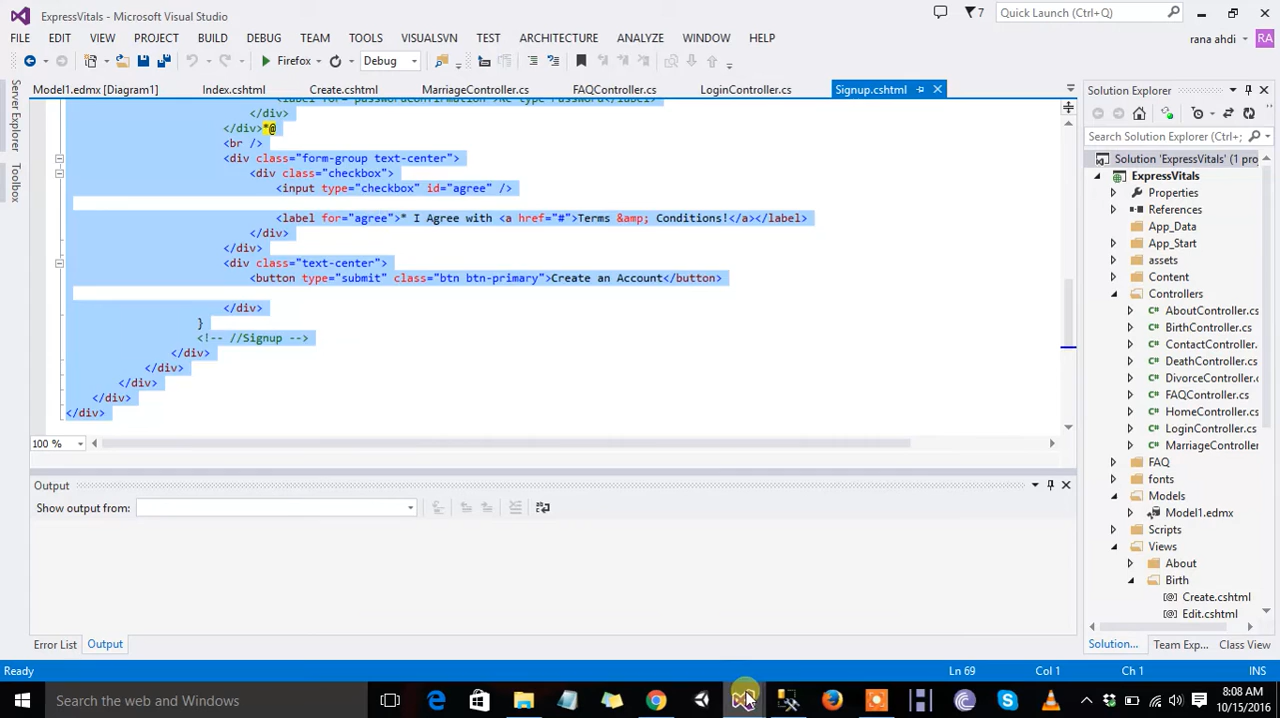 ExpressVitals - Microsoft Visual Studio
7
Quick Launch (Ctrl+Q)
FILE EDIT VIEW PROJECT BUILD DEBUG TEAM TOOLS VISUALSVN TEST ARCHITECTURE ANALYZE WINDOW HELP
rana ahdi RA
Firefox Debug
Server Explorer
Toolbox
Model1.edmx [Diagram1] Index.cshtml Create.cshtml MarriageController.cs FAQController.cs LoginController.cs Signup.cshtml
</div>
</div>*@
<br />
<div class="form-group text-center">
<div class="checkbox">
<input type="checkbox" id="agree" />
<label for="agree">* I Agree with <a href="#">Terms &amp; Conditions!</a></label>
</div>
</div>
<div class="text-center">
<button type="submit" class="btn btn-primary">Create an Account</button>
</div>
}
<!-- //Signup -->
</div>
</div>
</div>
</div>
</div>
100 %
Output
Show output from:
Error List Output
Solution Explorer
Search Solution Explorer (Ctrl+;)
Solution 'ExpressVitals' (1 pro
ExpressVitals
Properties
References
App_Data
App_Start
assets
Content
Controllers
AboutController.cs
BirthController.cs
ContactController.
DeathController.cs
DivorceController.c
FAQController.cs
HomeController.cs
LoginController.cs
MarriageController
FAQ
fonts
Models
Model1.edmx
Scripts
Views
About
Birth
Create.cshtml
Edit.cshtml
Solution... Team Exp... Class View
Ready Ln 69 Col 1 Ch 1 INS
Search the web and Windows
8:08 AM
10/15/2016